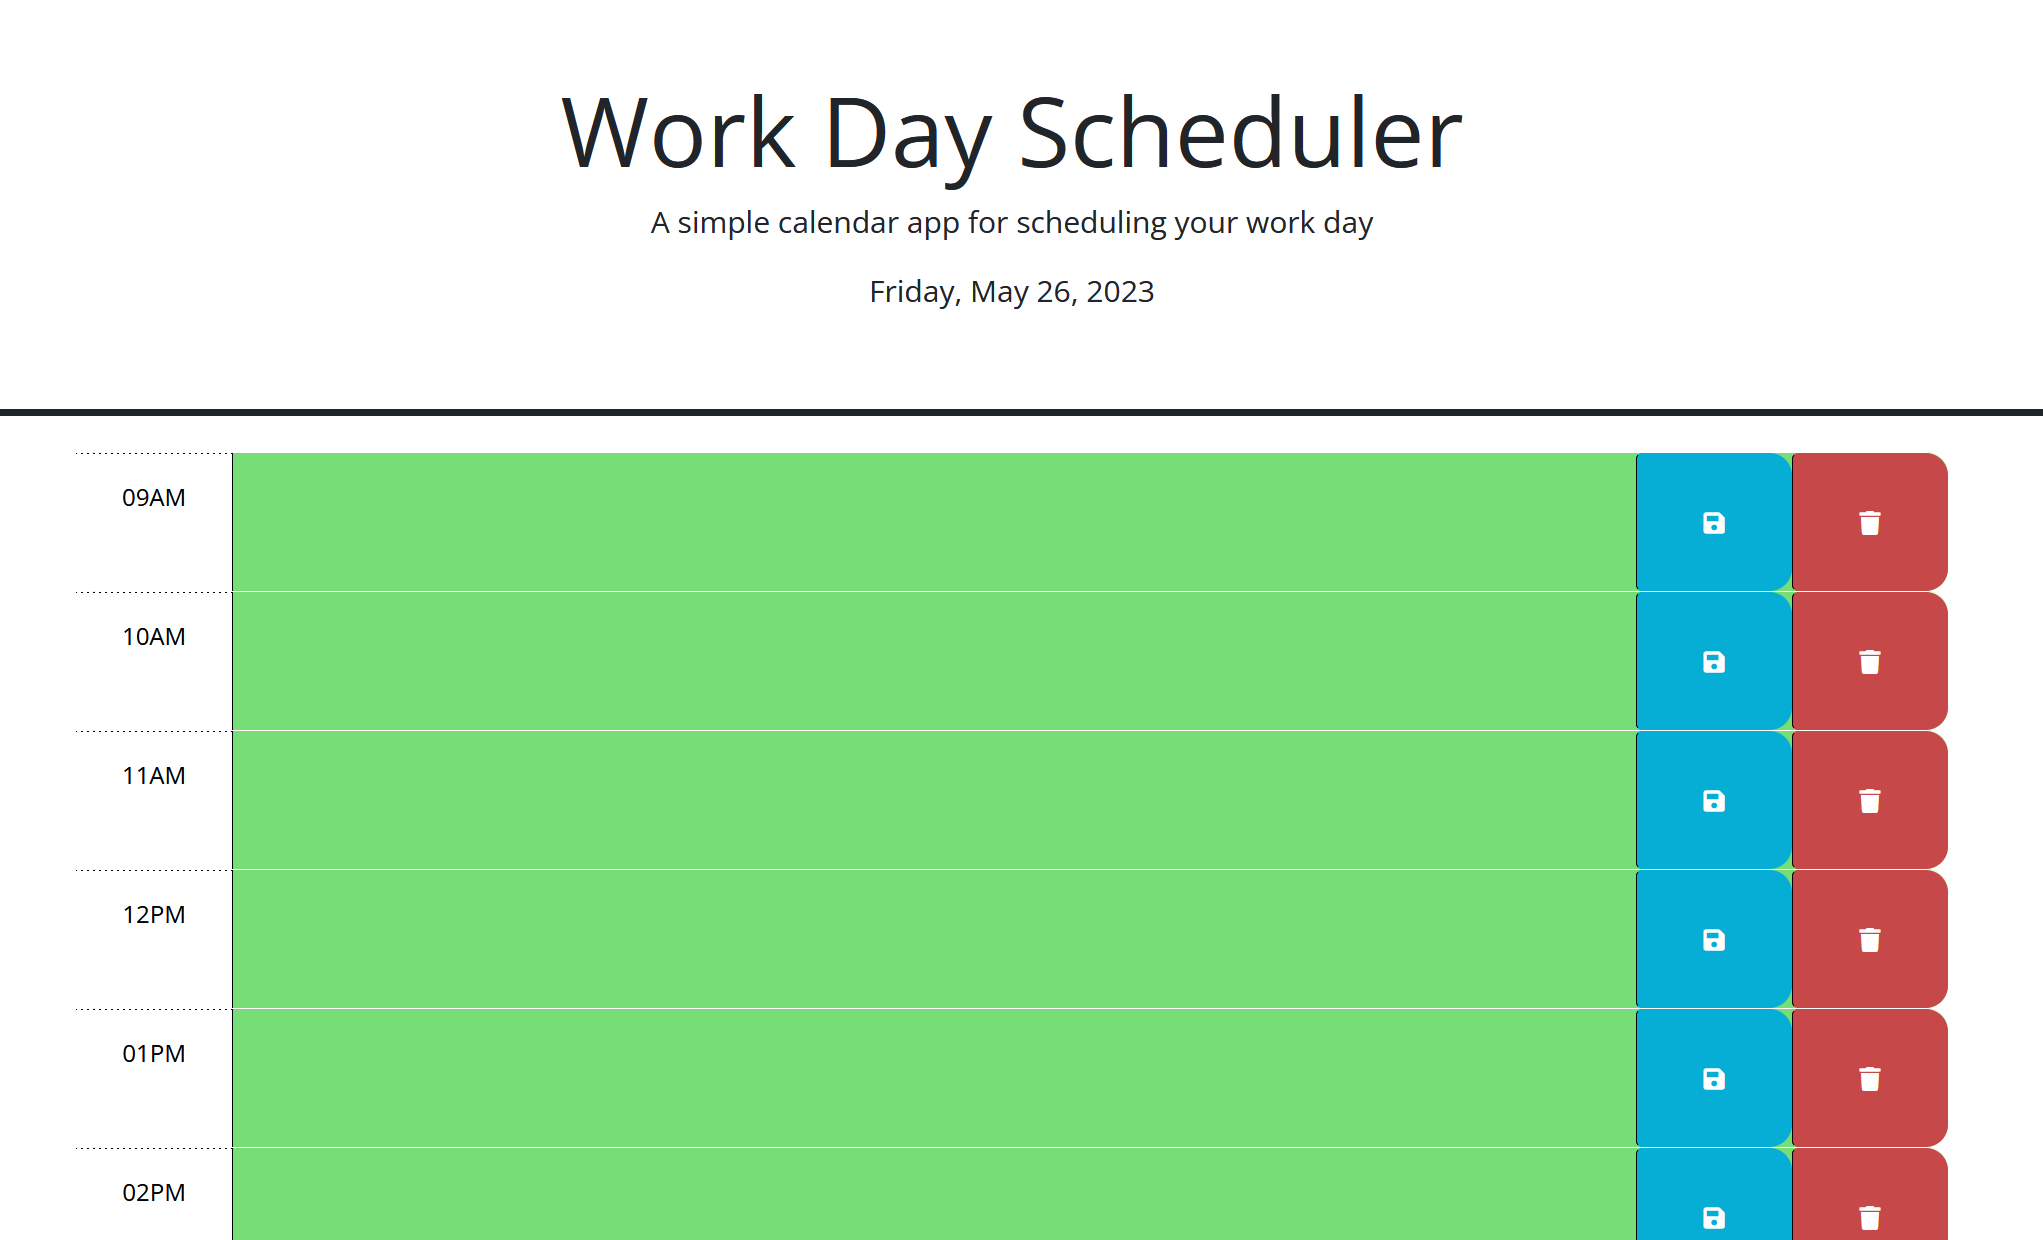 Work Day Scheduler
A simple calendar app for scheduling your work day
Friday, May 26, 2023
09AM
10AM
11AM
12PM
01PM
02PM